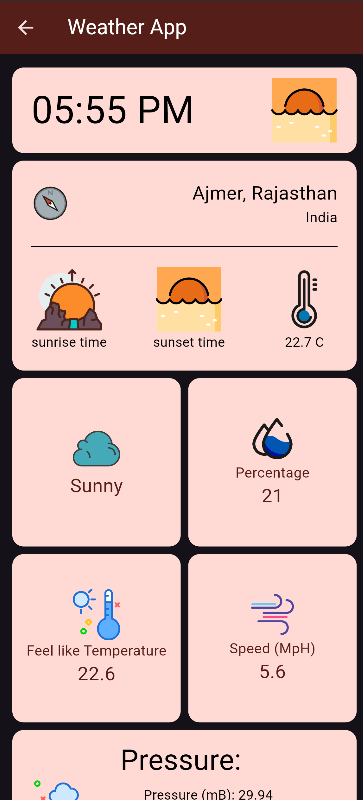 Weather App
05:55 PM
Ajmer, Rajasthan
India
sunrise time
sunset time
22.7 C
Sunny
Percentage
21
Feel like Temperature
22.6
Speed (MpH)
5.6
Pressure:
Pressure (mB): 29.94